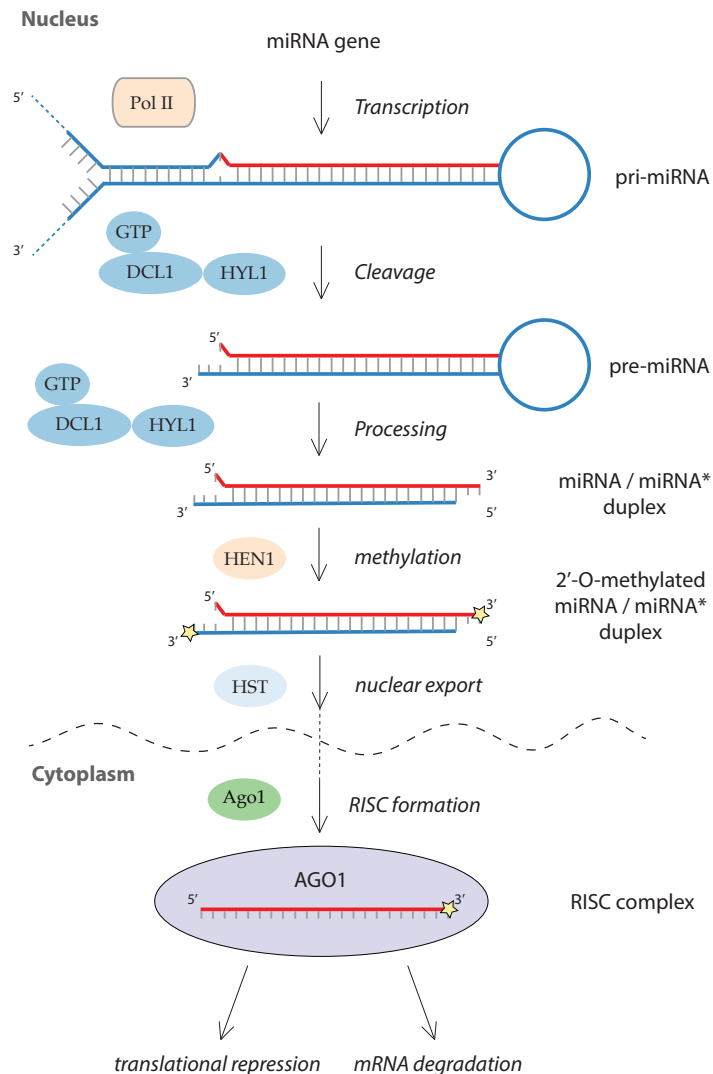 Nucleus
miRNA gene
5’
Pol II
Transcription
pri-miRNA
GTP
3’
DCL1
HYL1
Cleavage
5’
pre-miRNA
GTP
3’
DCL1
HYL1
Processing
5’
3’
miRNA / miRNA*
duplex
3’
5’
HEN1
methylation
2’-O-methylated
miRNA / miRNA*
duplex
5’
3’
3’
5’
HST
nuclear export
Cytoplasm
Ago1
RISC formation
AGO1
5’
3’
RISC complex
translational repression
mRNA degradation